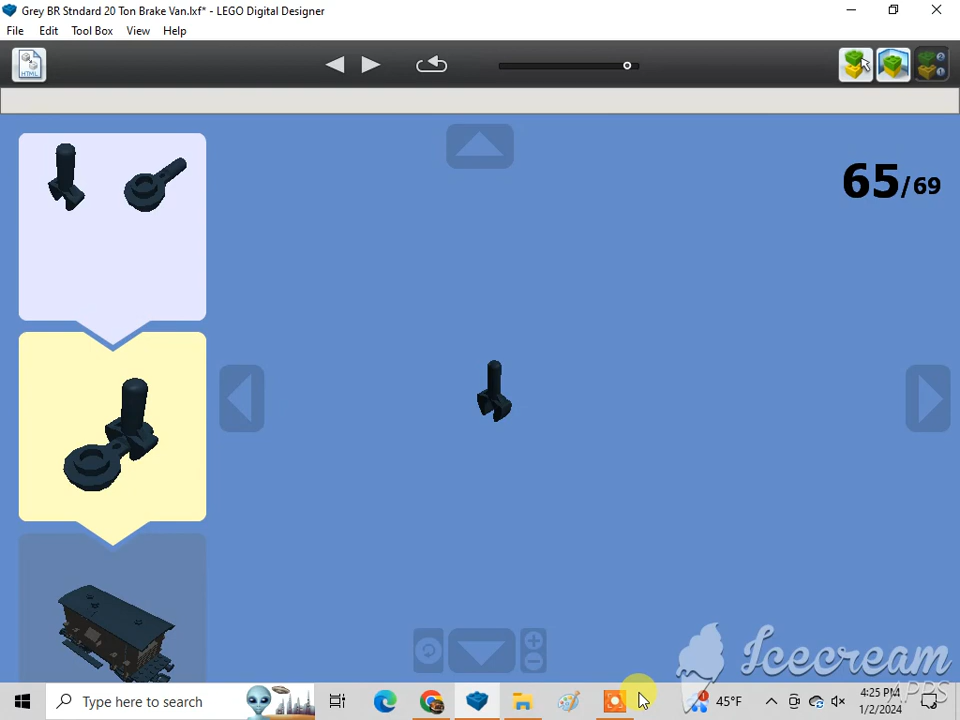 Grey BR Stndard 20 Ton Brake Van.lxf* - LEGO Digital Designer
File Edit Tool Box View Help
HTML
65/69
Icecream
APPS
Type here to search
45°F
4:25 PM
1/2/2024